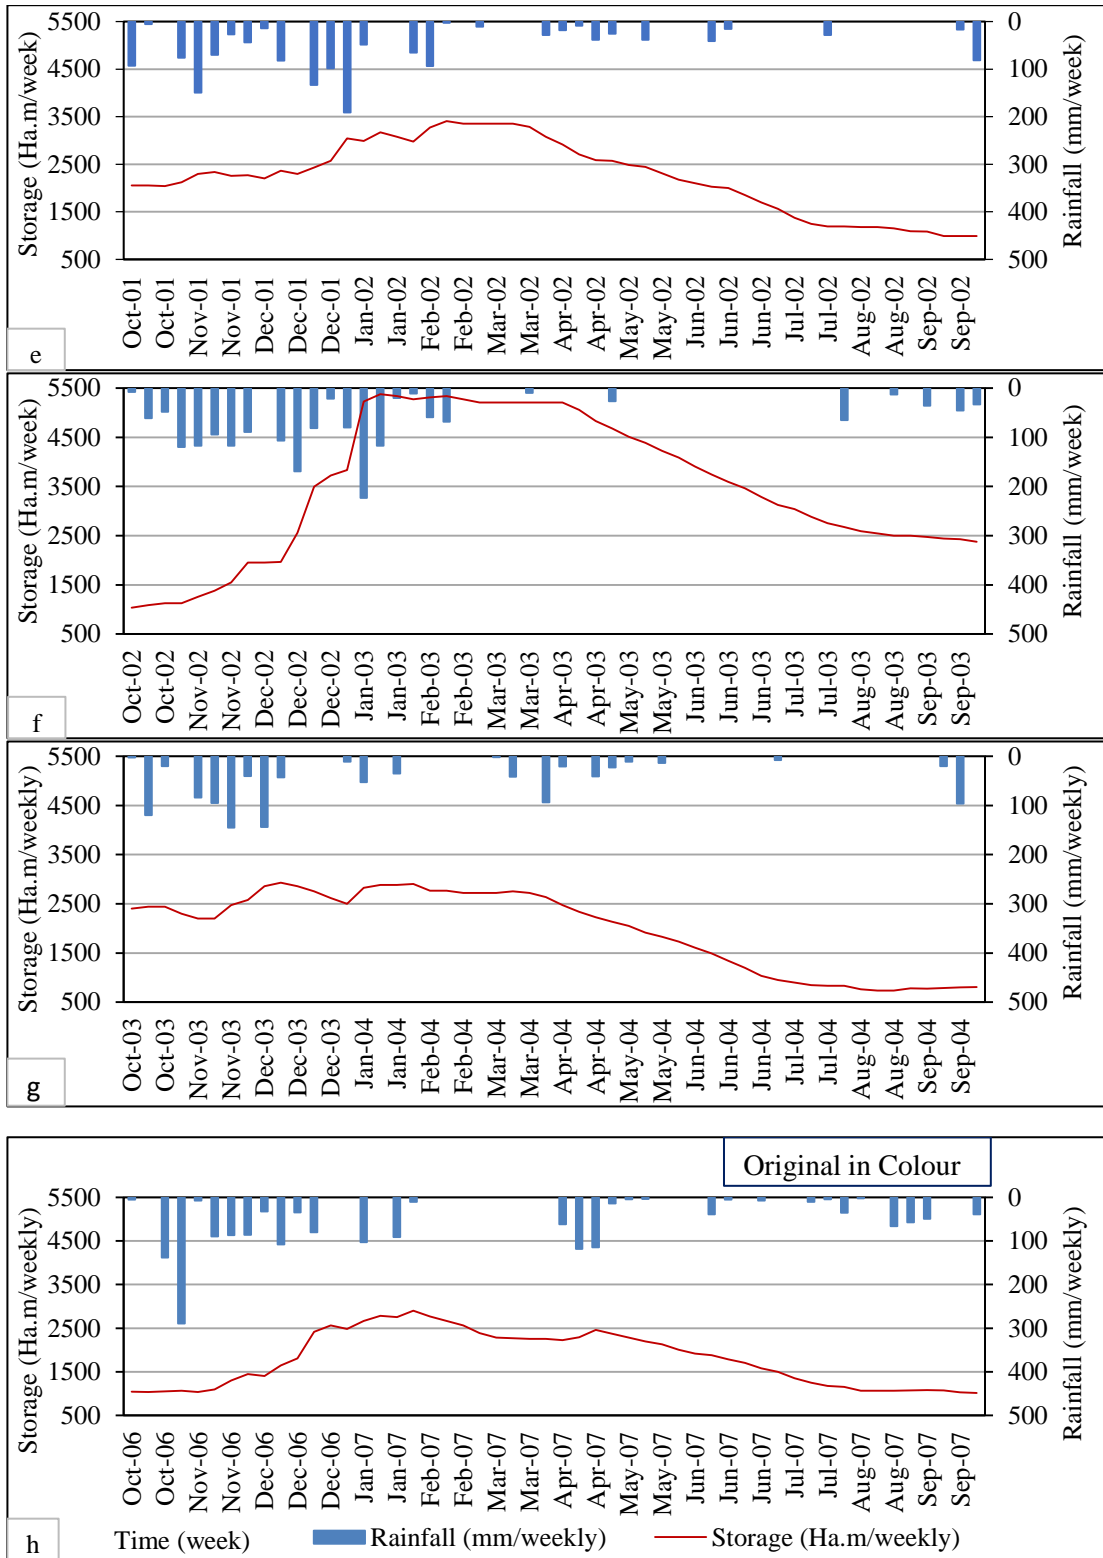 5500
4500
3500
2500
1500
500
Storage (Ha.m/week)
0
100
200
300
400
500
Rainfall (mm/week)
Oct-01 Oct-01 Nov-01 Nov-01 Dec-01 Dec-01 Dec-01 Jan-02 Jan-02 Feb-02 Feb-02 Mar-02 Mar-02 Apr-02 Apr-02 May-02 May-02 Jun-02 Jun-02 Jun-02 Jul-02 Jul-02 Aug-02 Aug-02 Sep-02 Sep-02
e
5500
4500
3500
2500
1500
500
Storage (Ha.m/week)
0
100
200
300
400
500
Rainfall (mm/week)
Oct-02 Oct-02 Nov-02 Nov-02 Dec-02 Dec-02 Dec-02 Jan-03 Jan-03 Feb-03 Feb-03 Mar-03 Mar-03 Apr-03 Apr-03 May-03 May-03 Jun-03 Jun-03 Jun-03 Jul-03 Jul-03 Aug-03 Aug-03 Sep-03 Sep-03
f
5500
4500
3500
2500
1500
500
Storage (Ha.m/weekly)
0
100
200
300
400
500
Rainfall (mm/weekly)
Oct-03 Oct-03 Nov-03 Nov-03 Dec-03 Dec-03 Dec-03 Jan-04 Jan-04 Feb-04 Feb-04 Mar-04 Mar-04 Apr-04 Apr-04 May-04 May-04 Jun-04 Jun-04 Jun-04 Jul-04 Jul-04 Aug-04 Aug-04 Sep-04 Sep-04
g
Original in Colour
5500
4500
3500
2500
1500
500
Storage (Ha.m/weekly)
0
100
200
300
400
500
Rainfall (mm/weekly)
Oct-06 Oct-06 Nov-06 Nov-06 Dec-06 Dec-06 Dec-06 Jan-07 Jan-07 Feb-07 Feb-07 Mar-07 Mar-07 Apr-07 Apr-07 May-07 May-07 Jun-07 Jun-07 Jun-07 Jul-07 Jul-07 Aug-07 Aug-07 Sep-07 Sep-07
h
Time (week) Rainfall (mm/weekly) Storage (Ha.m/weekly)